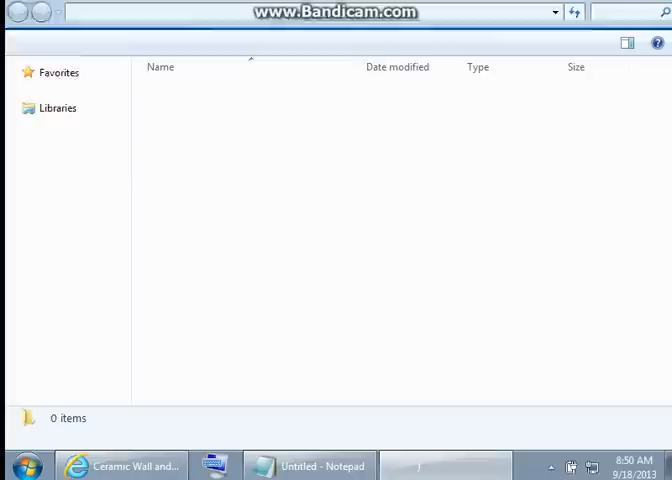 www.Bandicam.com
Favorites
Name
Date modified
Type
Size
Libraries
0 items
Ceramic Wall and...
Untitled - Notepad
8:50 AM
9/18/2013